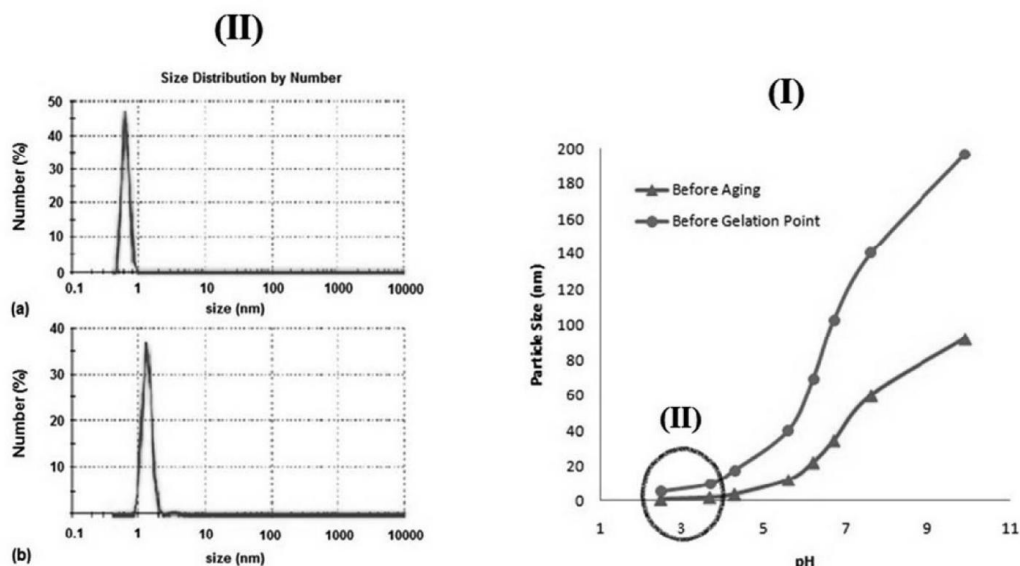 (II)
Size Distribution by Number
Number (%)
50
40
30
20
10
0
0.1 1 10 100 1000 10000
(a)
size (nm)
Number (%)
40
30
20
10
0.1 1 10 100 1000 10000
(b)
size (nm)
(I)
Particle Size (nm)
200
180
160
140
120
100
80
60
40
20
0
Before Aging
Before Gelation Point
(II)
1 3 5 7 9 11
pH